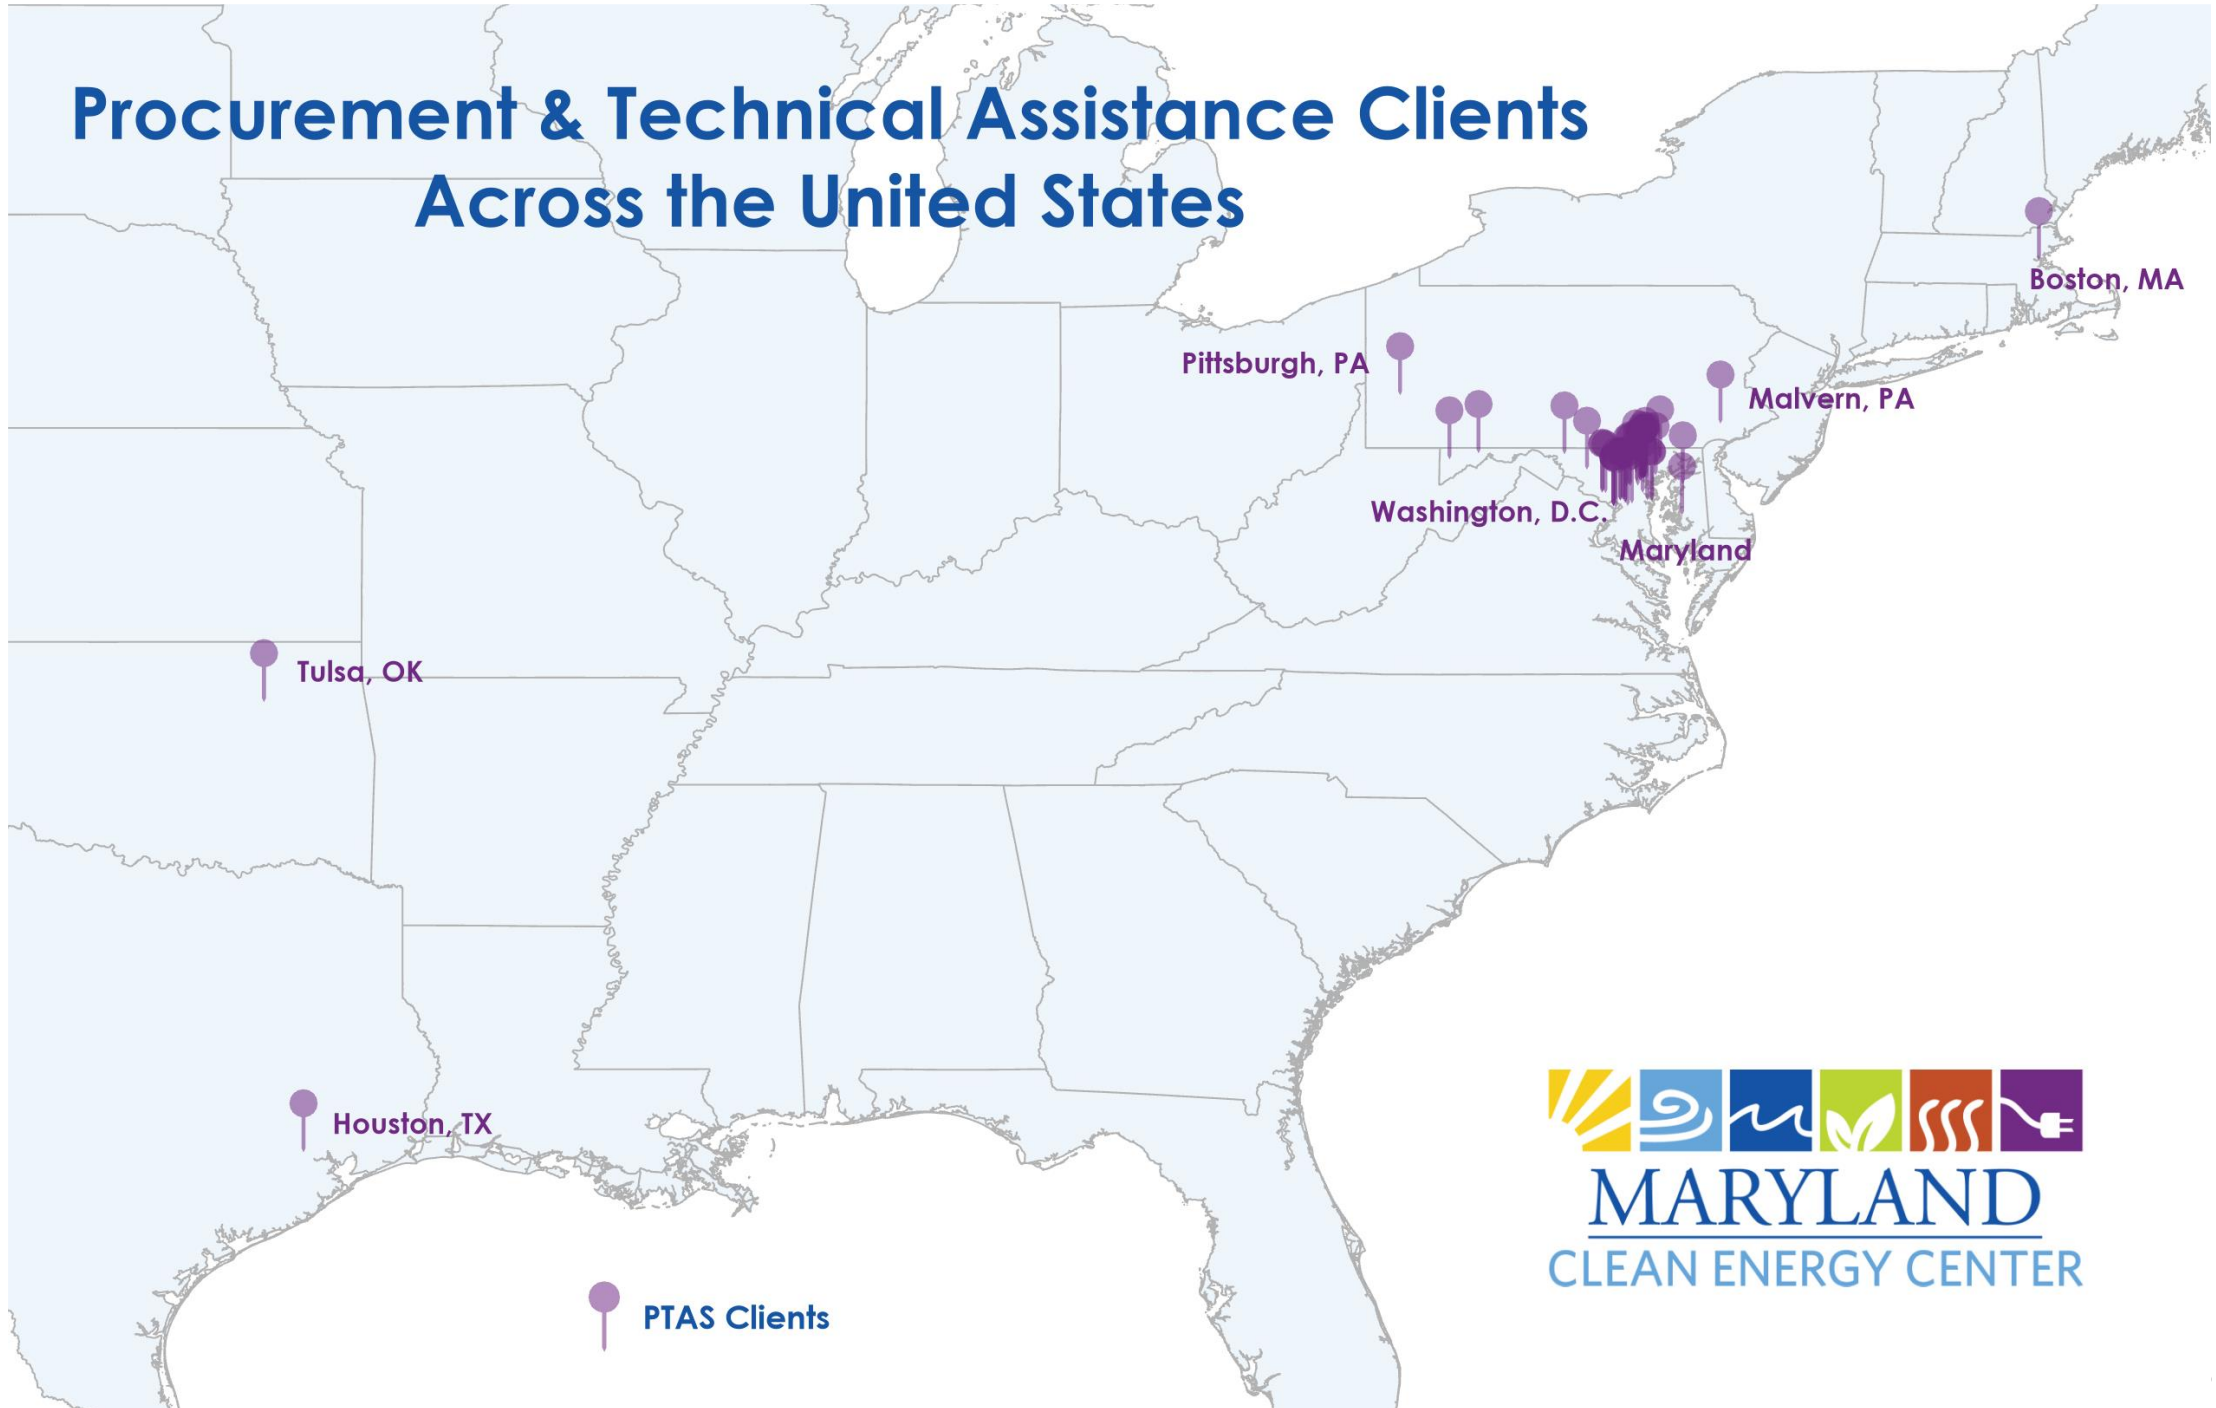 Procurement & Technical Assistance Clients
Across the United States
Boston, MA
Pittsburgh, PA
Malvern, PA
Washington, D.C.
Maryland
Tulsa, OK
Houston, TX
PTAS Clients
MARYLAND
CLEAN ENERGY CENTER